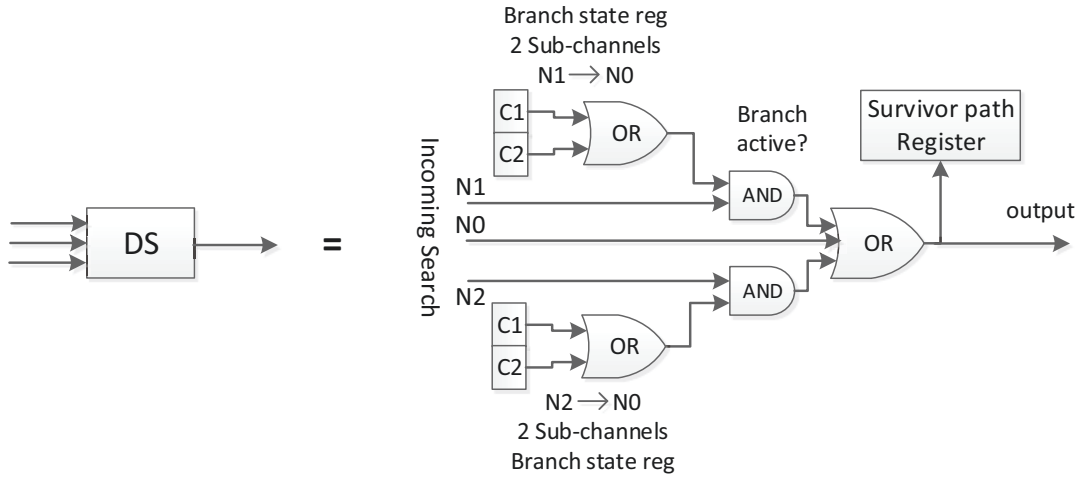 Branch state reg
2 Sub-channels
N1 → N0
C1
C2
OR
Branch
active?
Survivor path
Register
Incoming Search
N1
AND
N0
DS
=
OR
output
N2
AND
C1
C2
OR
N2 → N0
2 Sub-channels
Branch state reg